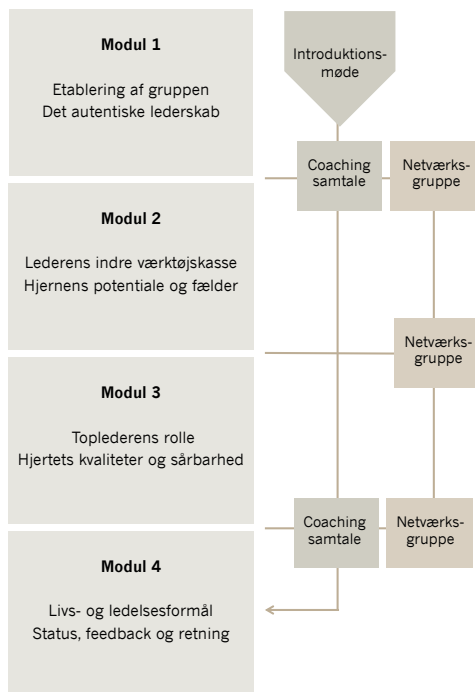 Modul 1
Etablering af gruppen
Det autentiske lederskab
Introduktions-
møde
Coaching
samtale
Netværks-
gruppe
Modul 2
Lederens indre værktøjskasse
Hjernens potentiale og fælder
Netværks-
gruppe
Modul 3
Toplederens rolle
Hjertets kvaliteter og sårbarhed
Coaching
samtale
Netværks-
gruppe
Modul 4
Livs- og ledelsesformål
Status, feedback og retning